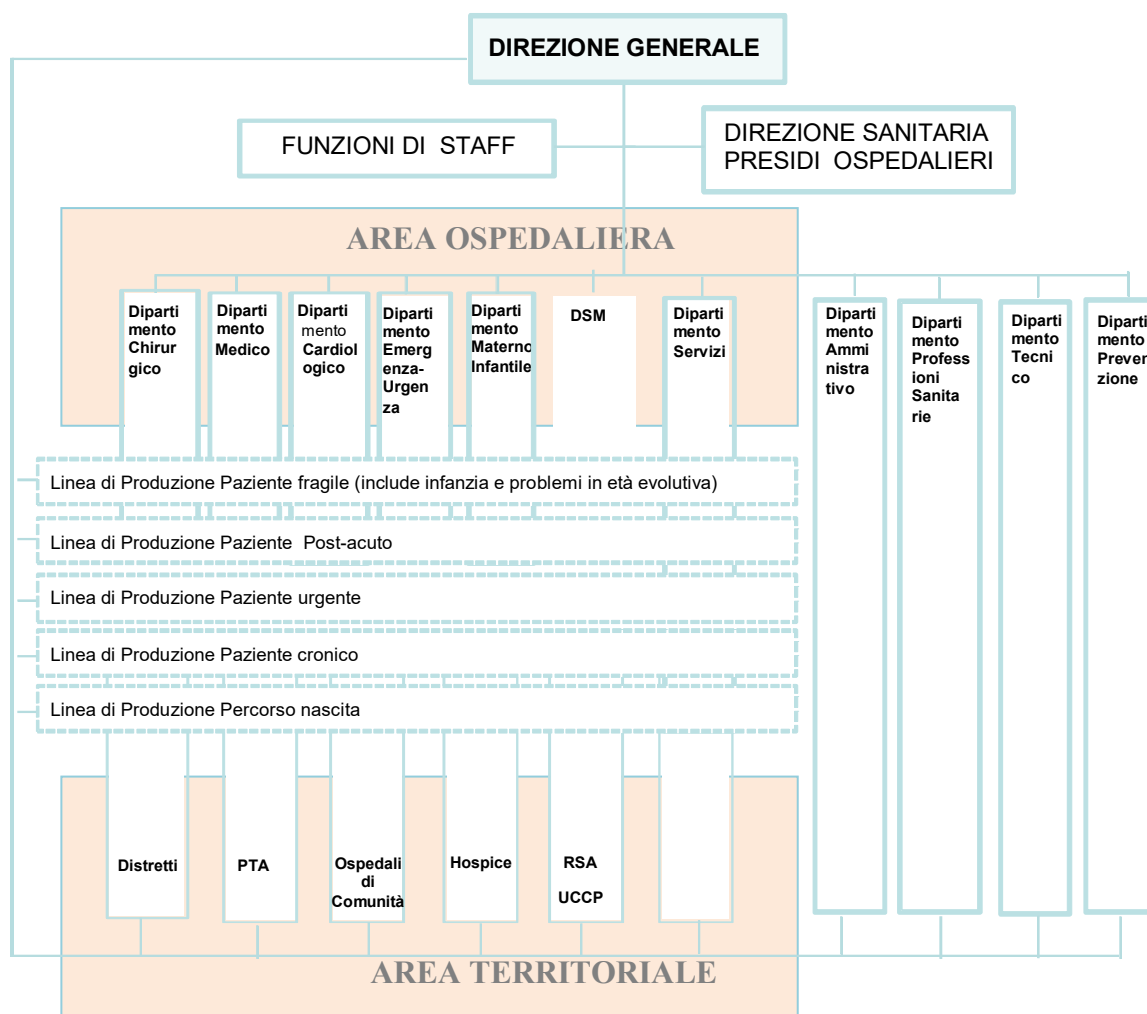 DIREZIONE GENERALE
FUNZIONI DI STAFF
DIREZIONE SANITARIA
PRESIDI OSPEDALIERI
AREA OSPEDALIERA
Diparti
mento
Chirur
gico
Diparti
mento
Medico
Diparti
mento
Cardiol
ogico
Diparti
mento
Emerg
enza-
Urgen
za
Diparti
mento
Materno
Infantile
DSM
Diparti
mento
Servizi
Diparti
mento
Ammi
nistra
tivo
Diparti
mento
Profess
ioni
Sanita
rie
Diparti
mento
Tecni
co
Diparti
mento
Preven
zione
Linea di Produzione Paziente fragile (include infanzia e problemi in età evolutiva)
Linea di Produzione Paziente Post-acuto
Linea di Produzione Paziente urgente
Linea di Produzione Paziente cronico
Linea di Produzione Percorso nascita
Distretti
PTA
Ospedali
di
Comunità
Hospice
RSA
UCCP
AREA TERRITORIALE